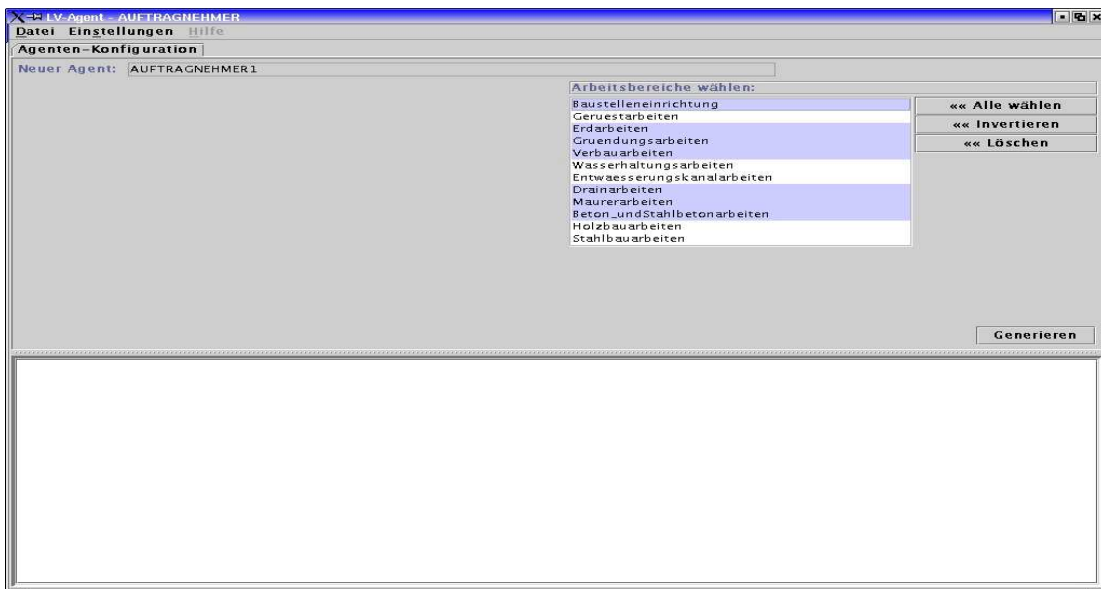 LV-Agent - AUFTRAGNEHMER
Datei Einstellungen Hilfe
Agenten-Konfiguration
Neuer Agent: AUFTRAGNEHMER1
Arbeitsbereiche wählen:
Baustelleneinrichtung
«« Alle wählen
Geruestarbeiten
Erdarbeiten
«« Invertieren
Gruendungsarbeiten
«« Löschen
Verbauarbeiten
Wasserhaltungsarbeiten
Entwaesserungskanalarbeiten
Drainarbeiten
Maurerarbeiten
Beton_undStahlbetonarbeiten
Holzbauarbeiten
Stahlbauarbeiten
Generieren